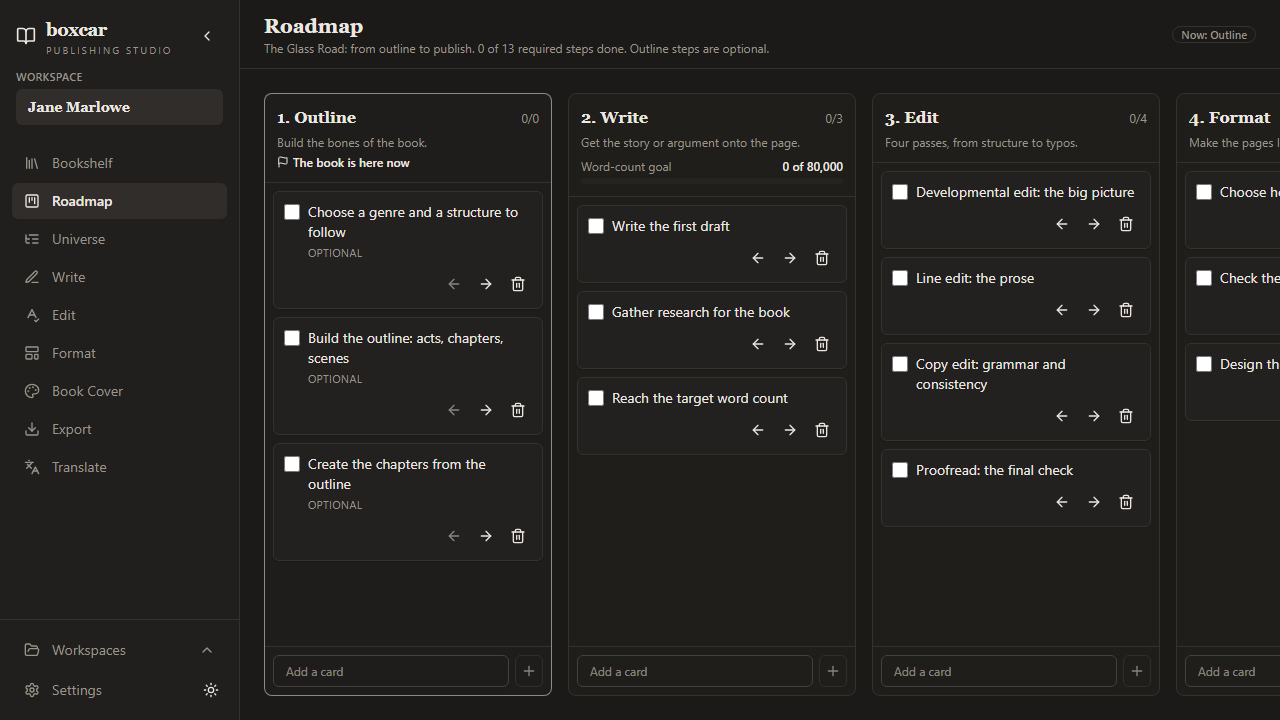 boxcar
PUBLISHING STUDIO
WORKSPACE
Jane Marlowe
Bookshelf
Roadmap
Universe
Write
Edit
Format
Book Cover
Export
Translate
Workspaces
Settings
Roadmap
The Glass Road: from outline to publish. 0 of 13 required steps done. Outline steps are optional.
Now: Outline
1. Outline 0/0
Build the bones of the book.
The book is here now
Choose a genre and a structure to
follow
OPTIONAL
Build the outline: acts, chapters,
scenes
OPTIONAL
Create the chapters from the
outline
OPTIONAL
Add a card
2. Write 0/3
Get the story or argument onto the page.
Word-count goal 0 of 80,000
Write the first draft
Gather research for the book
Reach the target word count
Add a card
3. Edit 0/4
Four passes, from structure to typos.
Developmental edit: the big picture
Line edit: the prose
Copy edit: grammar and
consistency
Proofread: the final check
Add a card
4. Format
Make the pages
Choose
Check the
Design
Add a card